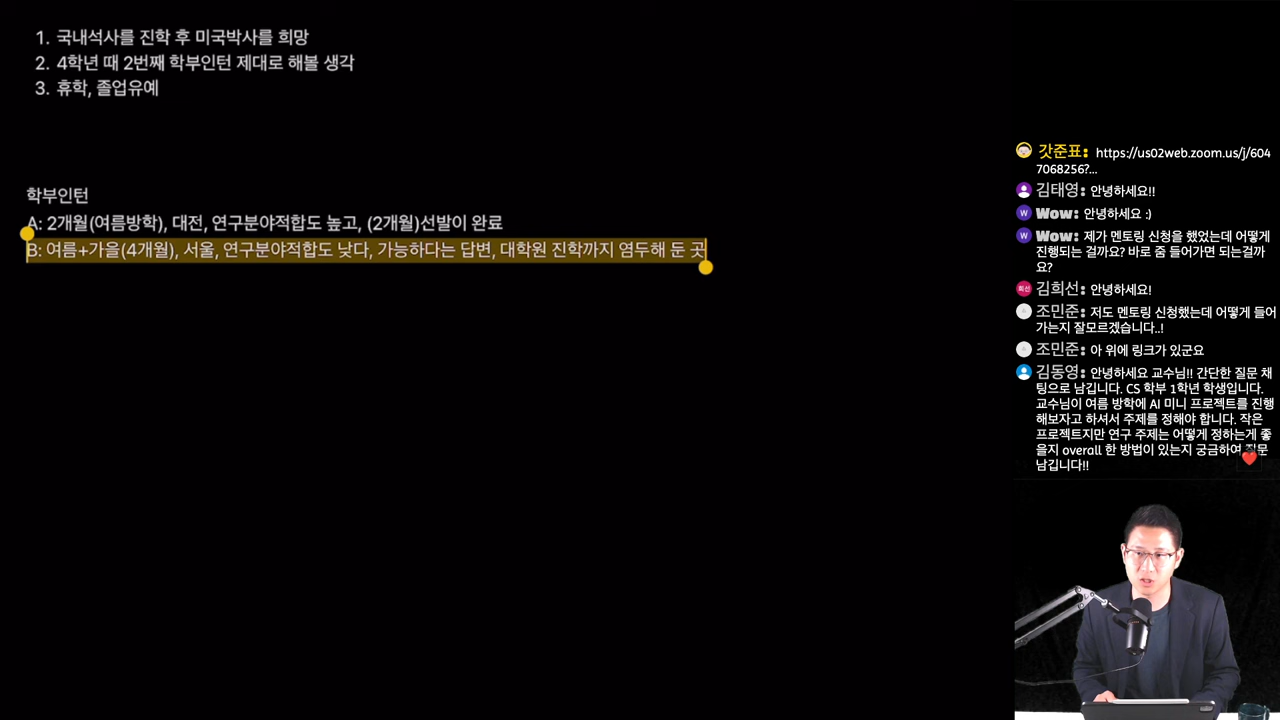 1. 국내석사를 진학 후 미국박사를 희망
2. 4학년 때 2번째 학부인턴 제대로 해볼 생각
3. 휴학, 졸업유예
학부인턴
A: 2개월(여름방학), 대전, 연구분야적합도 높고, (2개월)선발이 완료
B: 여름+가을(4개월), 서울, 연구분야적합도 낮다, 가능하다는 답변, 대학원 진학까지 염두해 둔 곳
갓준표: https://us02web.zoom.us/j/604
7068256?...
김태영: 안녕하세요!!
W Wow: 안녕하세요 :)
W Wow: 제가 멘토링 신청을 했었는데 어떻게
진행되는 걸까요? 바로 줌 들어가면 되는걸까
요?
희선 김희선: 안녕하세요!
조민준: 저도 멘토링 신청했는데 어떻게 들어
가는지 잘모르겠습니다..!
조민준: 아 위에 링크가 있군요
김동영: 안녕하세요 교수님!! 간단한 질문 채
팅으로 남깁니다. CS 학부 1학년 학생입니다.
교수님이 여름 방학에 AI 미니 프로젝트를 진행
해보자고 하셔서 주제를 정해야 합니다. 작은
프로젝트지만 연구 주제는 어떻게 정하는게 좋
을지 overall 한 방법이 있는지 궁금하여 질문
남깁니다!!